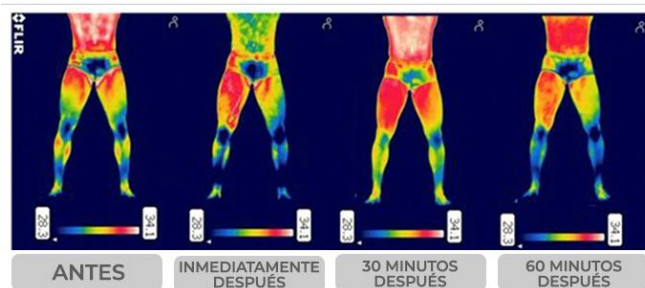 FLIR
28.3
34.1
28.3
34.1
28.3
34.1
28.3
34.1
ANTES
INMEDIATAMENTE
DESPUÉS
30 MINUTOS
DESPUÉS
60 MINUTOS
DESPUÉS